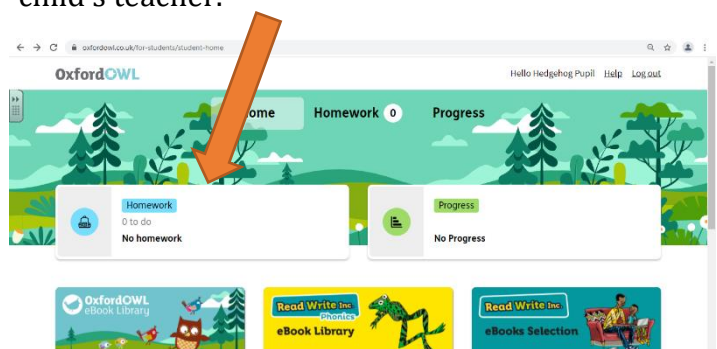 child's teacher.
oxfordowl.co.uk/for-students/student-home
OxfordOWL
Hello Hedgehog Pupil Help Log out
Home Homework 0 Progress
Homework
0 to do
No homework
Progress
No Progress
OxfordOWL
eBook Library
Read Write Inc.
Phonics
eBook Library
Read Write Inc.
eBooks Selection